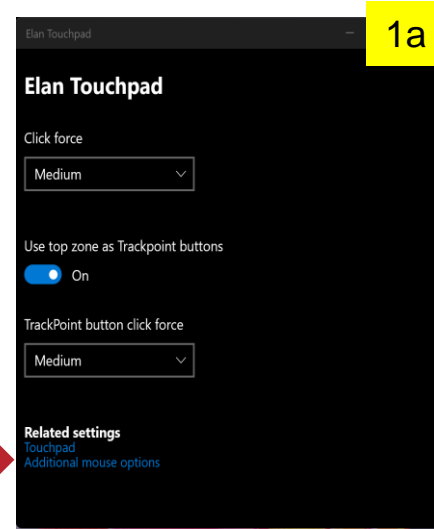 Elan Touchpad
1a
Elan Touchpad
Click force
Medium
Use top zone as Trackpoint buttons
On
TrackPoint button click force
Medium
Related settings
Touchpad
Additional mouse options